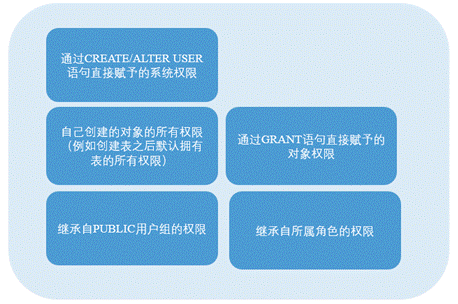 通过CREATE/ALTER USER
语句直接赋予的系统权限
自己创建的对象的所有权限
（例如创建表之后默认拥有
表的所有权限）
通过GRANT语句直接赋予的
对象权限
继承自PUBLIC用户组的权限
继承自所属角色的权限